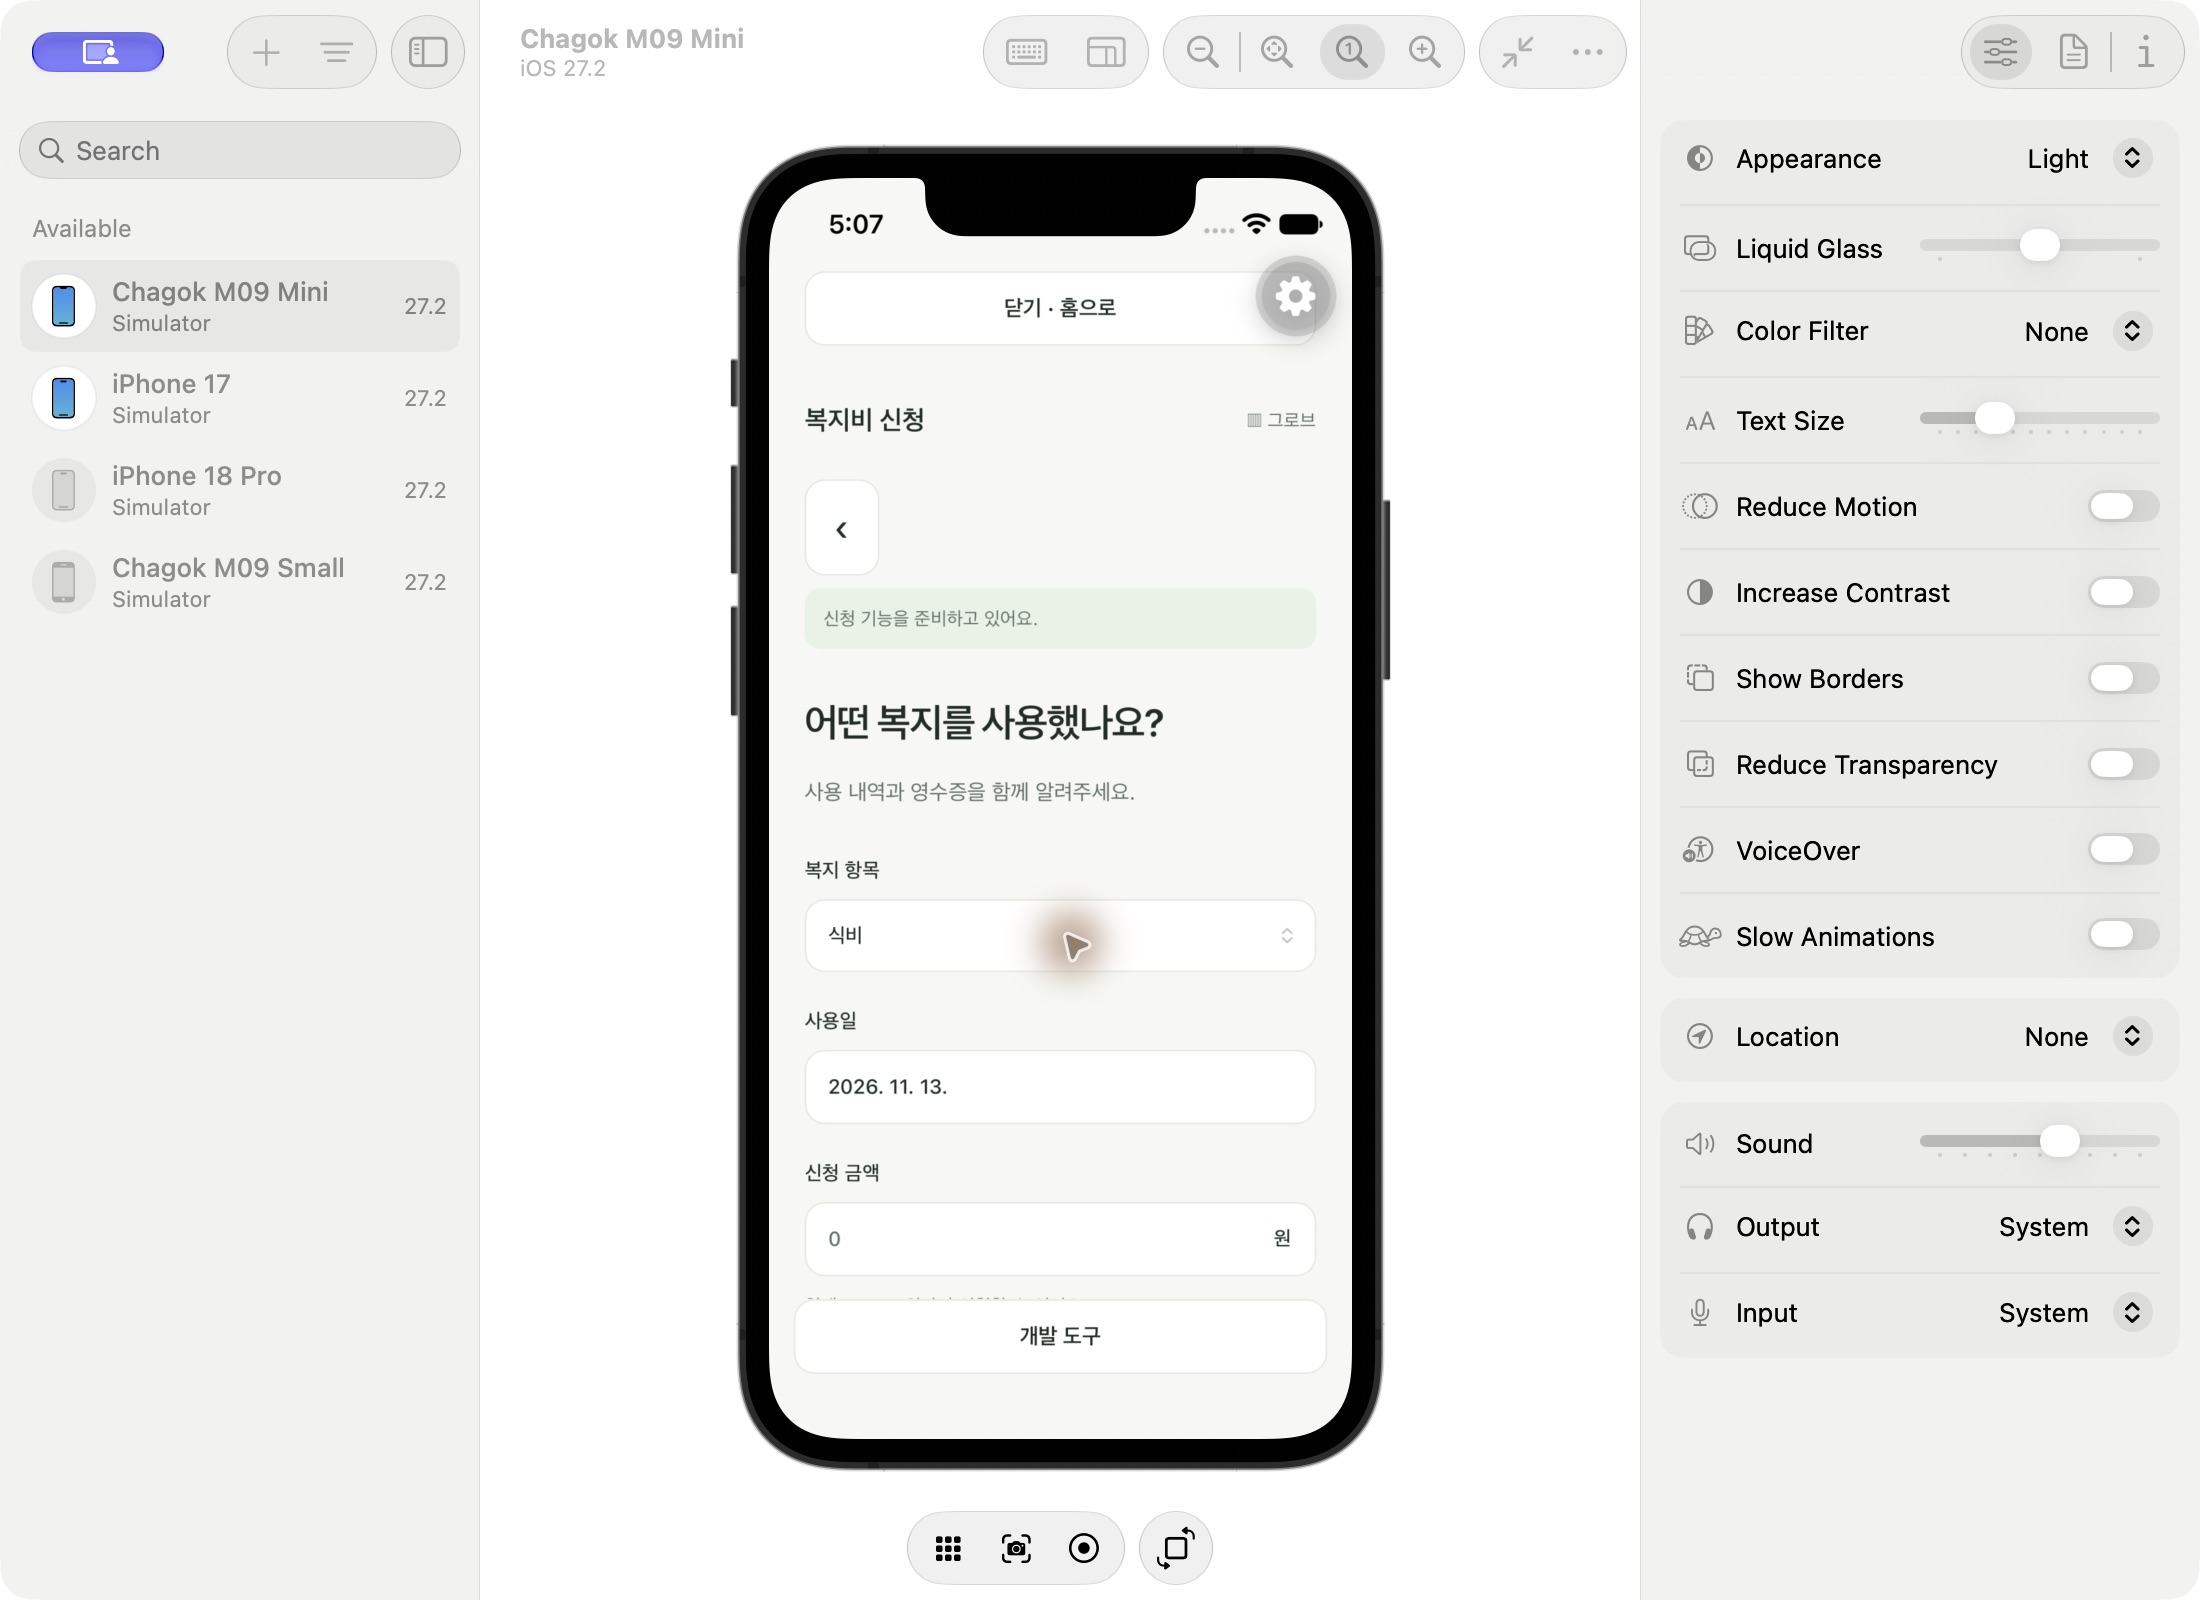 Chagok M09 Mini
iOS 27.2
Search
Available
Chagok M09 Mini
Simulator
27.2
iPhone 17
Simulator
27.2
iPhone 18 Pro
Simulator
27.2
Chagok M09 Small
Simulator
27.2
5:07
닫기 · 홈으로
복지비 신청
▥ 그로브
‹
신청 기능을 준비하고 있어요.
어떤 복지를 사용했나요?
사용 내역과 영수증을 함께 알려주세요.
복지 항목
식비
사용일
2026. 11. 13.
신청 금액
0 원
개발 도구
Appearance Light
Liquid Glass
Color Filter None
Text Size
Reduce Motion
Increase Contrast
Show Borders
Reduce Transparency
VoiceOver
Slow Animations
Location None
Sound
Output System
Input System